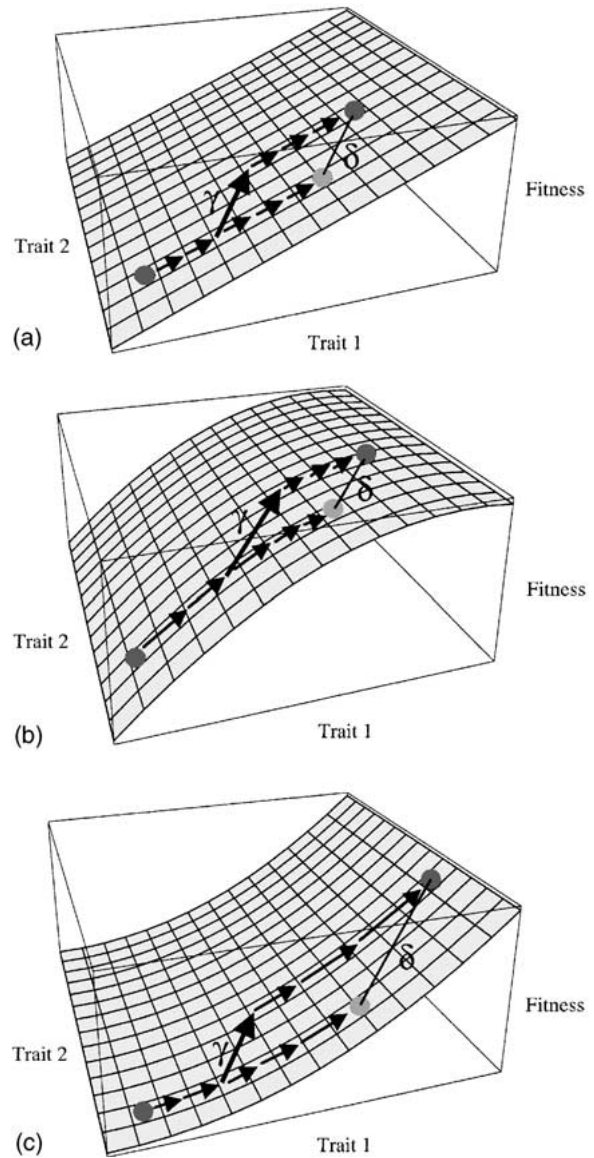 δ
γ
Fitness
Trait 2
(a)
Trait 1
δ
γ
Fitness
Trait 2
(b)
Trait 1
δ
Fitness
γ
Trait 2
(c)
Trait 1